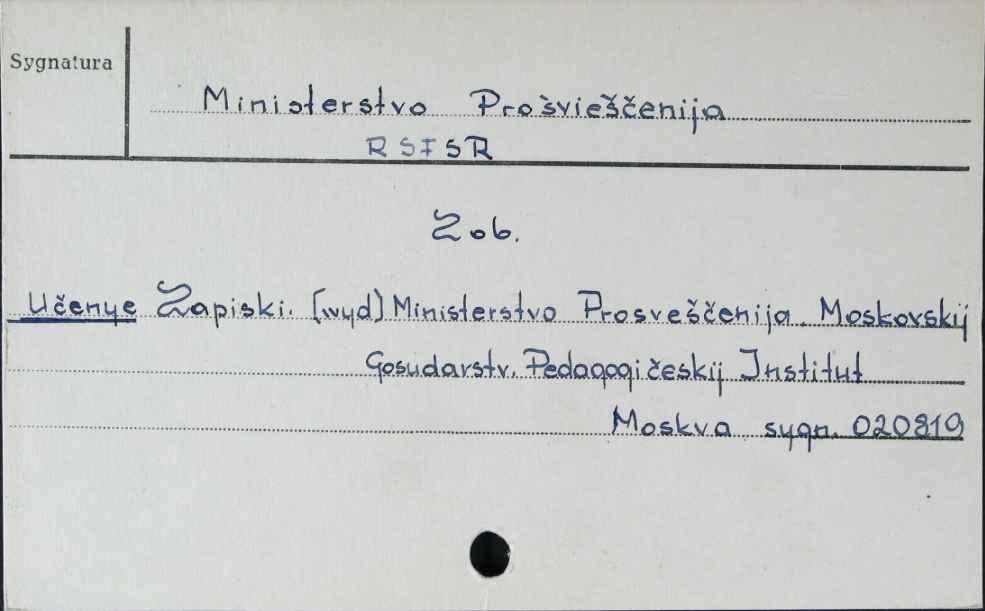 Sygnatura
Ministerstvo Prosvieščenija
RSFSR
Zob.
Učenye Zapiski. [wyd] Ministerstvo Prosveščenija. Moskovskij
Gosudarstv. Pedagogičeskij Institut
Moskva sygn. 020819